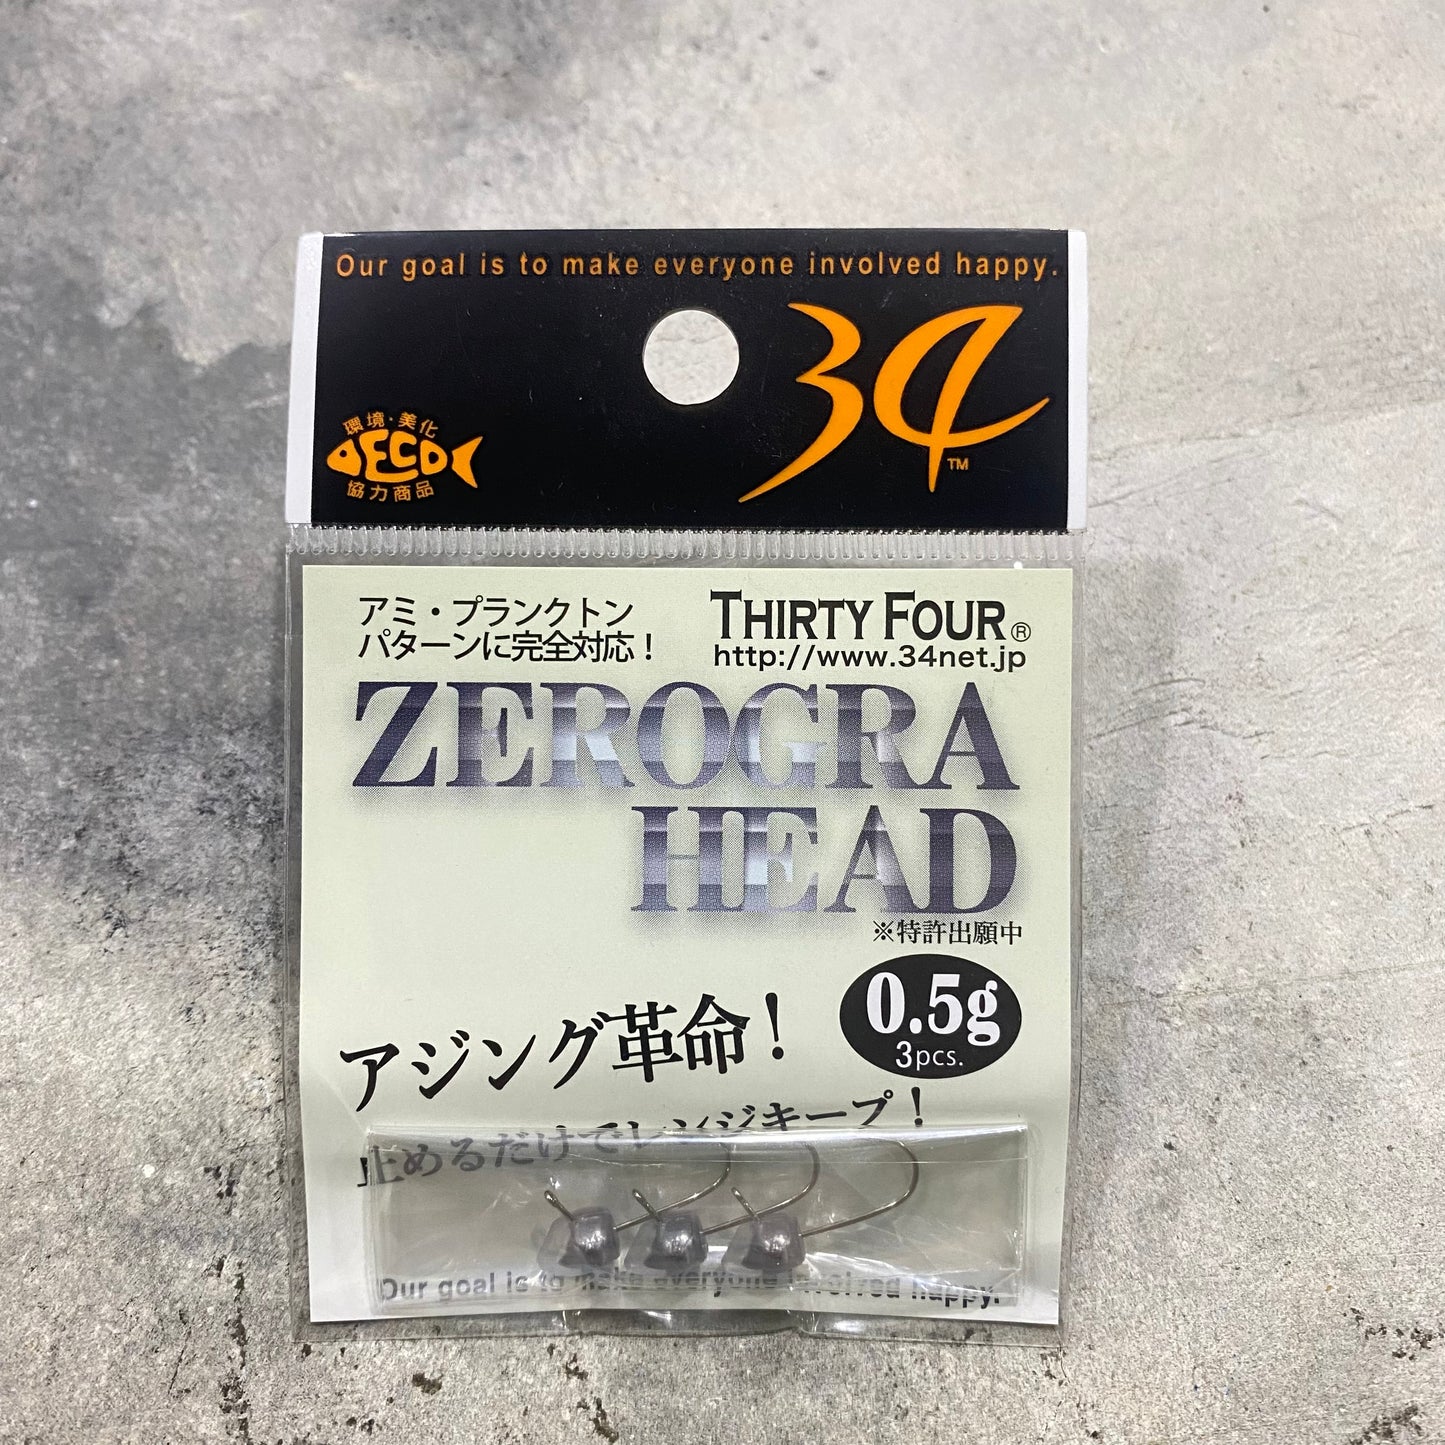 Our goal is to make everyone involved happy.
34
TM
環境・美化
ECO
協力商品
アミ・プランクトン
パターンに完全対応！
THIRTY FOUR®
http://www.34net.jp
ZEROGRA
HEAD
※特許出願中
0.5g
3pcs.
アジング革命！
止めるだけでレンジキープ！
Our goal is to make everyone involved happy.